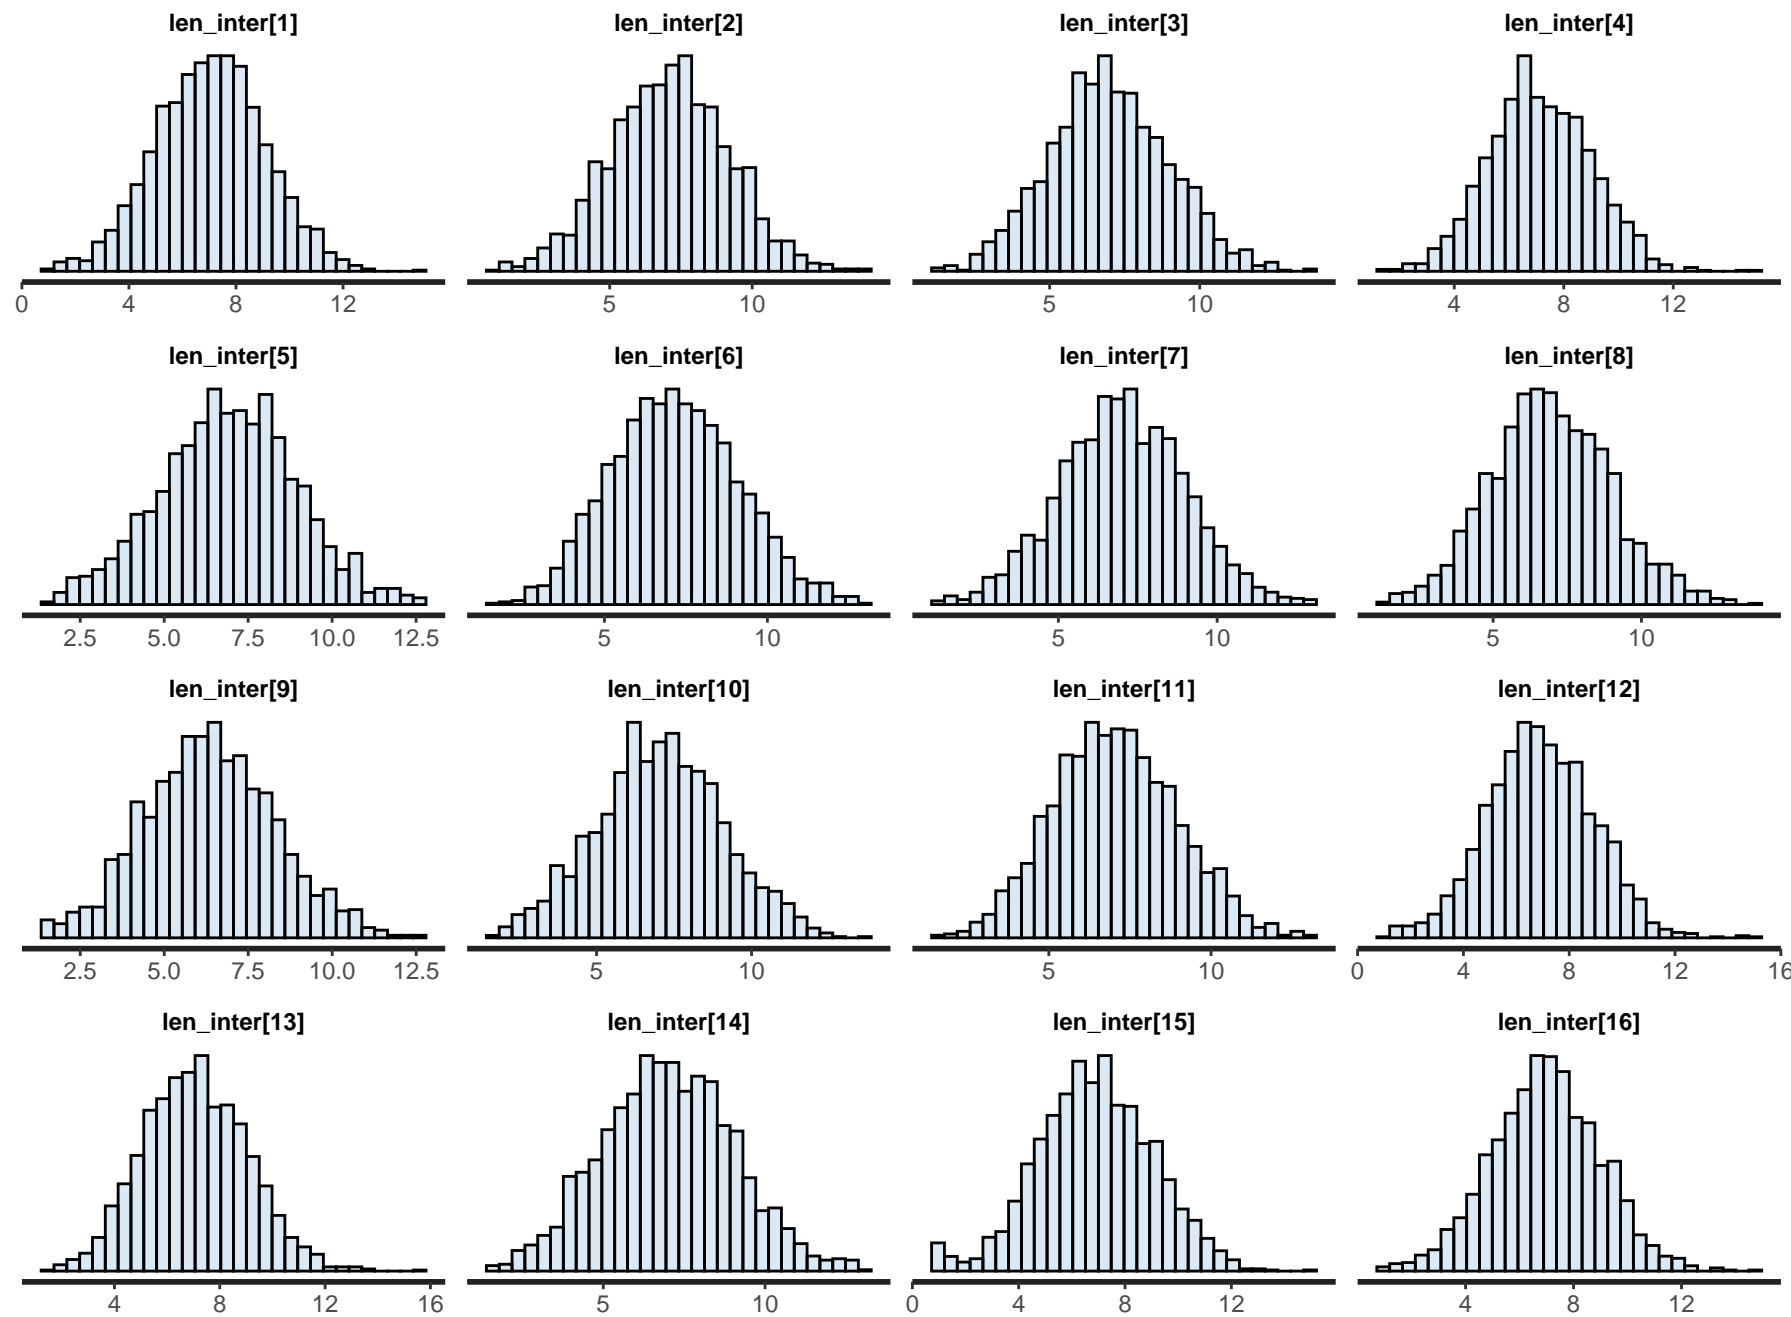 len_inter[1] len_inter[2] len_inter[3] len_inter[4]
0 4 8 12 5 10 5 10 4 8 12
len_inter[5] len_inter[6] len_inter[7] len_inter[8]
2.5 5.0 7.5 10.0 12.5 5 10 5 10 5 10
len_inter[9] len_inter[10] len_inter[11] len_inter[12]
2.5 5.0 7.5 10.0 12.5 5 10 5 10 0 4 8 12 16
len_inter[13] len_inter[14] len_inter[15] len_inter[16]
4 8 12 16 5 10 0 4 8 12 4 8 12